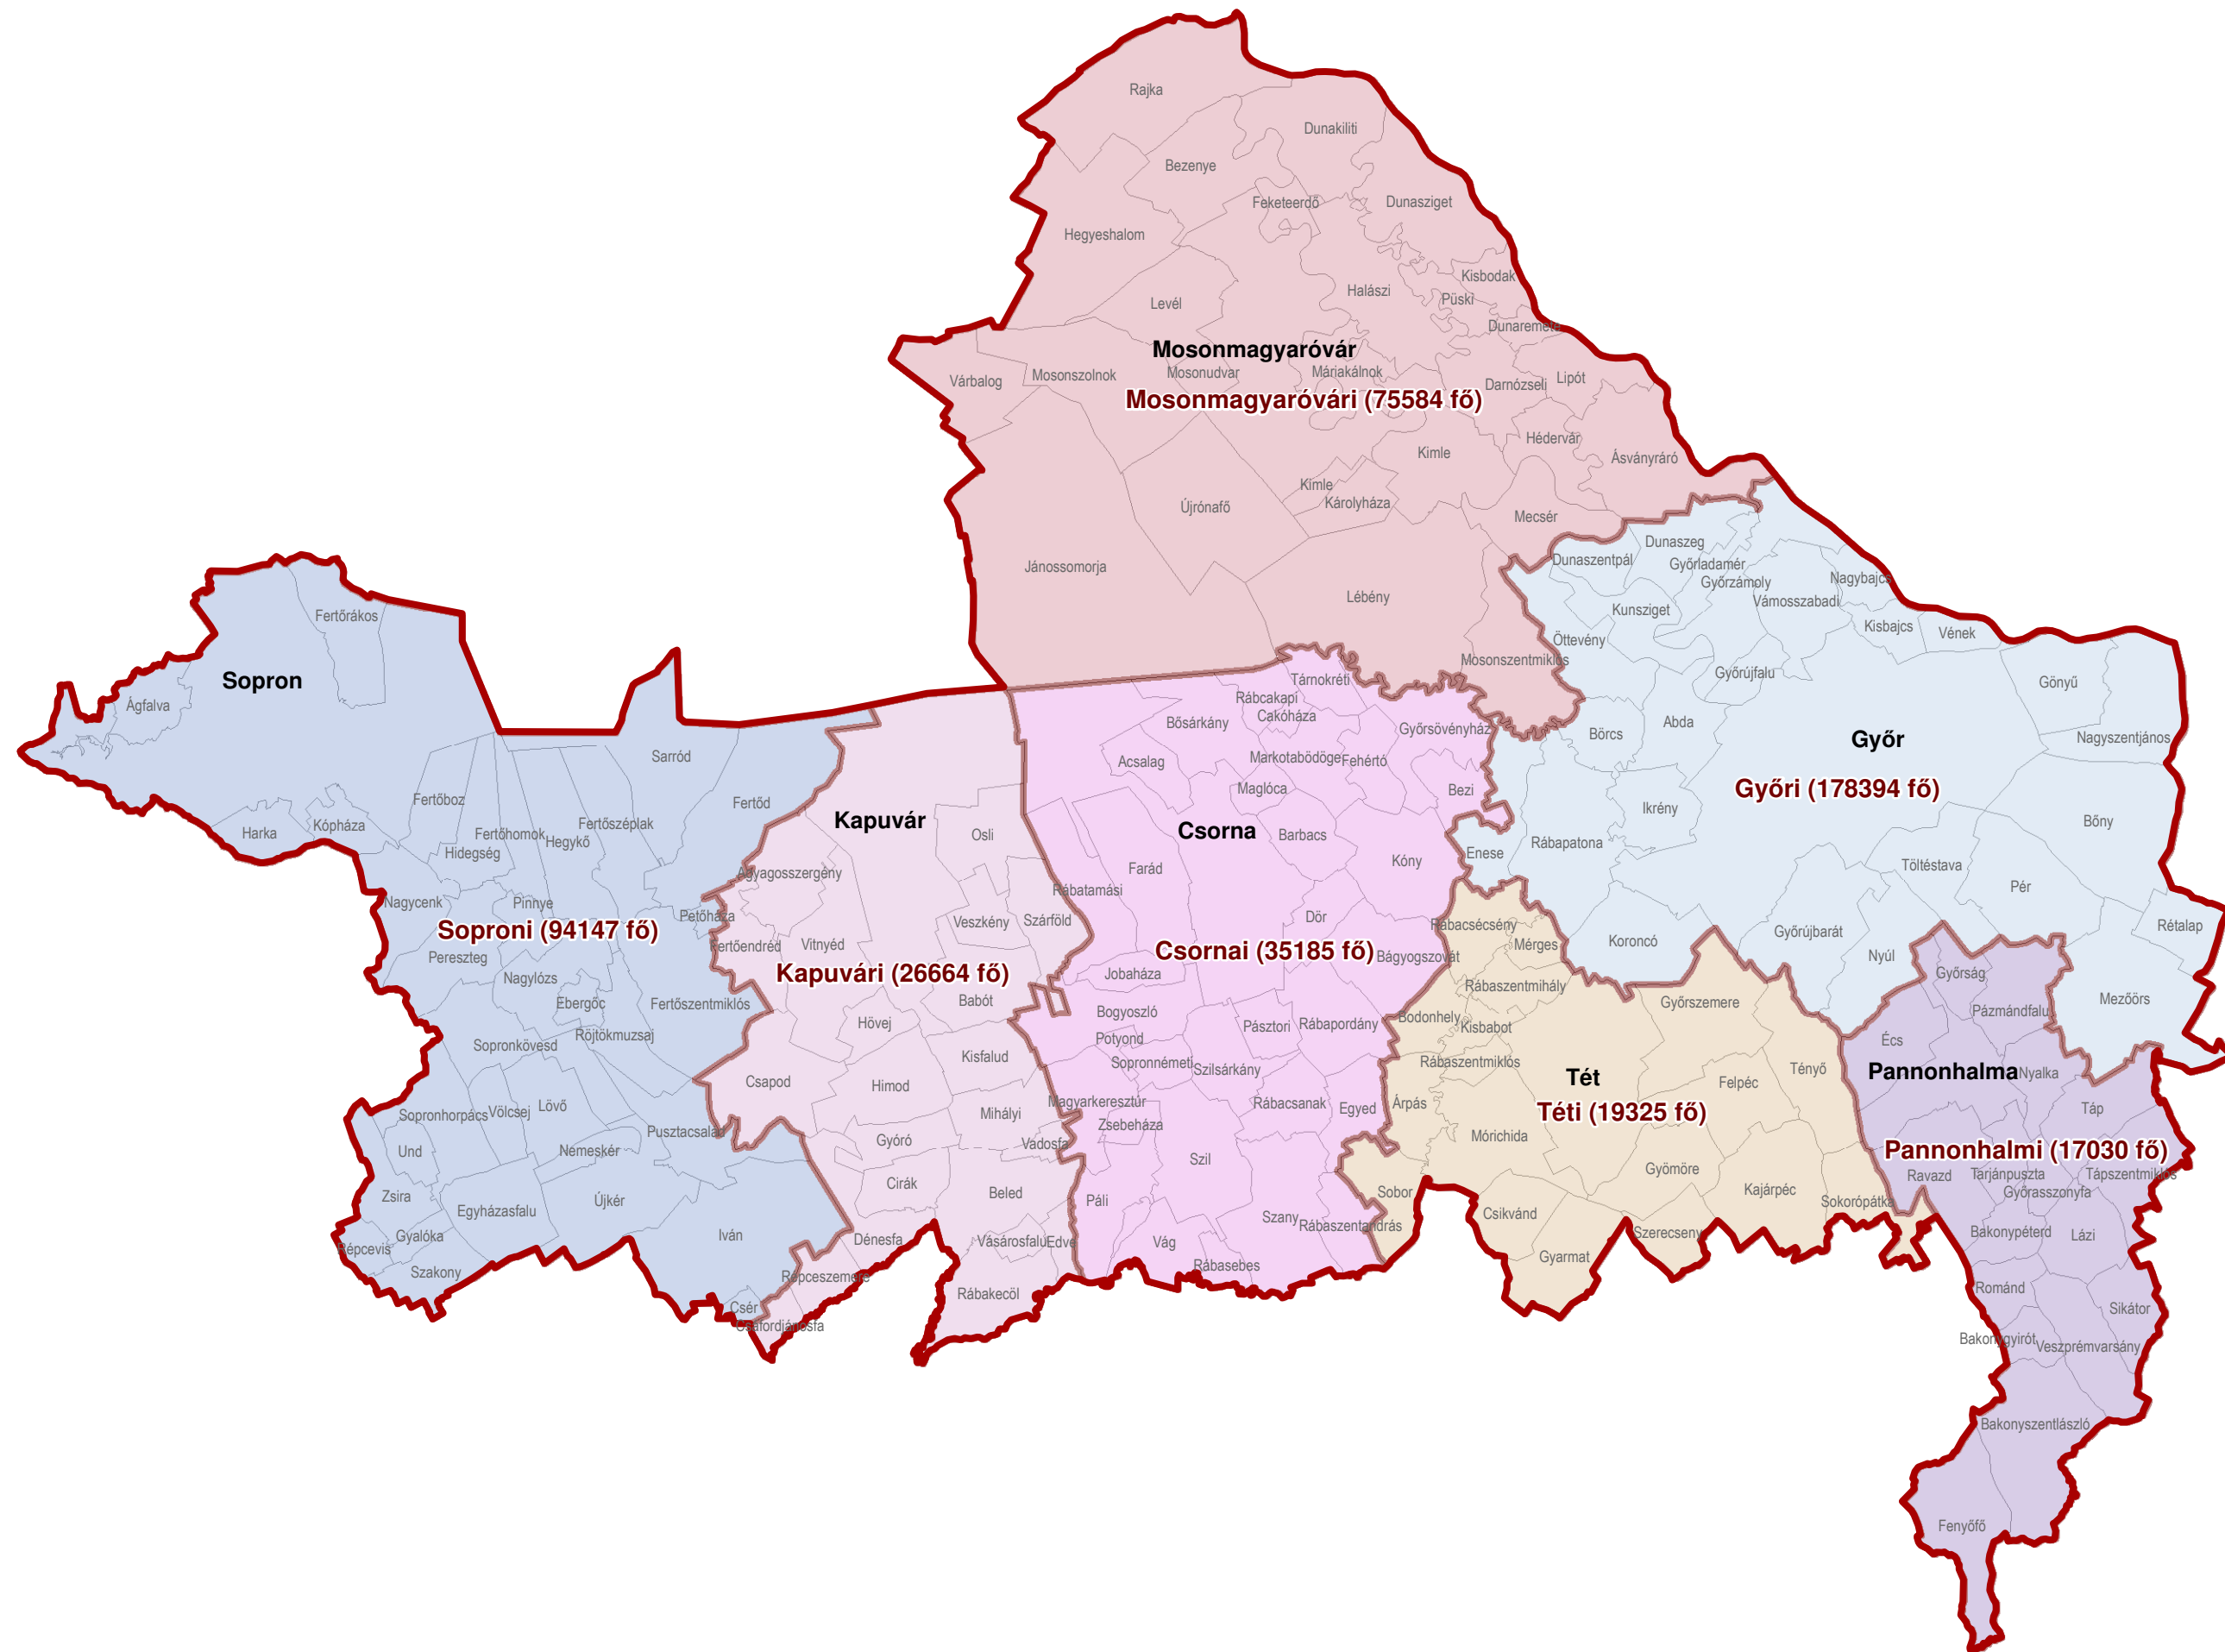 Rajka
Dunakiliti
Bezenye
Feketeerdő
Dunasziget
Hegyeshalom
Kisbodak
Halászi
Püski
Levél
Dunaremete
Mosonmagyaróvár
Várbalog
Mosonszolnok
Mosonudvar
Máriakálnok
Darnózseli
Lipót
Mosonmagyaróvári (75584 fő)
Hédervár
Ásványráró
Kimle
Kimle
Károlyháza
Újrónafő
Mecsér
Jánossomorja
Lébény
Mosonszentmiklós
Dunaszentpál
Dunaszeg
Győrladamér
Győrzámoly
Nagybajcs
Vámosszabadi
Kunsziget
Kisbajcs
Vének
Öttevény
Győrújfalu
Gönyű
Abda
Börcs
Győr
Nagyszentjános
Győri (178394 fő)
Ikrény
Bőny
Rábapatona
Enese
Töltéstava
Pér
Győrújbarát
Koroncó
Nyúl
Rétalap
Mezőörs
Fertőrákos
Sopron
Ágfalva
Sarród
Fertőd
Fertőboz
Harka
Kópháza
Fertőhomok
Hidegség
Hegykő
Fertőszéplak
Nagycenk
Pinnye
Petőháza
Soproni (94147 fő)
Fertőendréd
Pereszteg
Nagylózs
Ebergőc
Fertőszentmiklós
Röjtökmuzsaj
Sopronkövesd
Sopronhorpács
Völcsej
Lövő
Pusztacsalád
Und
Nemeskér
Zsira
Egyházasfalu
Újkér
Gyalóka
Répcevis
Iván
Szakony
Csér
Kapuvár
Osli
Agyagosszergény
Veszkény
Szárföld
Vitnyéd
Kapuvári (26664 fő)
Babót
Hövej
Kisfalud
Csapod
Himod
Mihályi
Gyóró
Vadosfa
Cirák
Beled
Dénesfa
Vásárosfalu
Edve
Répceszemere
Rábakecöl
Csáfordjánosfa
Tárnokréti
Rábcakapi
Cakóháza
Bősárkány
Győrsövényház
Acsalag
Markotabödöge
Fehértó
Maglóca
Bezi
Csorna
Barbacs
Kóny
Farád
Rábatamási
Dör
Csornai (35185 fő)
Bágyogszovát
Jobaháza
Bogyoszló
Pásztori
Rábapordány
Potyond
Sopronnémeti
Szilsárkány
Magyarkeresztúr
Rábacsanak
Egyed
Zsebeháza
Szil
Páli
Szany
Rábaszentandrás
Vág
Rábasebes
Rábacsécsény
Mérges
Rábaszentmihály
Győrszemere
Bodonhely
Kisbabot
Rábaszentmiklós
Tényő
Tét
Felpéc
Árpás
Téti (19325 fő)
Mórichida
Gyömöre
Sobor
Kajárpéc
Sokorópátka
Csikvánd
Szerecseny
Gyarmat
Győrság
Pázmándfalu
Écs
Pannonhalma
Nyalka
Táp
Pannonhalmi (17030 fő)
Ravazd
Tarjánpuszta
Tápszentmiklós
Győrasszonyfa
Bakonypéterd
Lázi
Románd
Sikátor
Bakonygyirót
Veszprémvarsány
Bakonyszentlászló
Fenyőfő